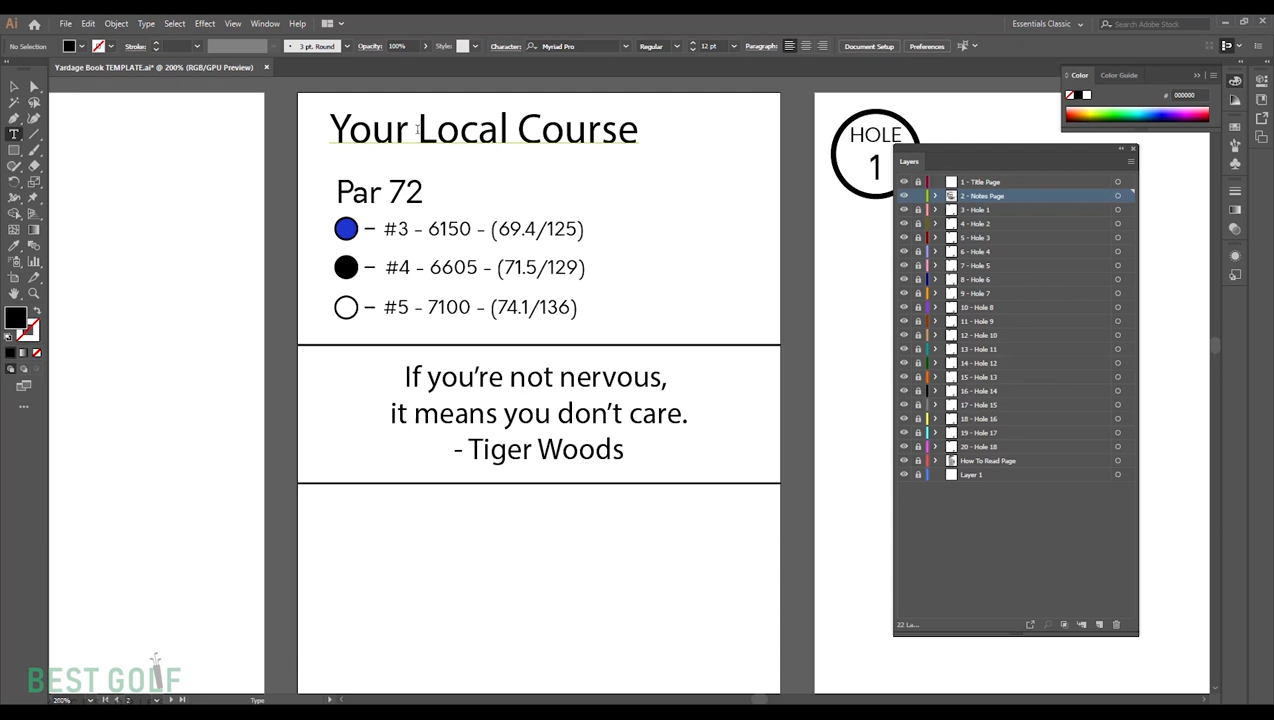 Ai File Edit Object Type Select Effect View Window Help Essentials Classic Search Adobe Stock
No Selection Stroke: 3 pt. Round Opacity: 100% Style: Character: Myriad Pro Regular 12 pt Paragraph: Document Setup Preferences
Yardage Book TEMPLATE.ai* @ 200% (RGB/GPU Preview) ×
Color Color Guide
# 000000
Your Local Course
Par 72
– #3 - 6150 - (69.4/125)
– #4 - 6605 - (71.5/129)
– #5 - 7100 - (74.1/136)
If you’re not nervous,
it means you don’t care.
- Tiger Woods
HOLE
1
Layers
1 - Title Page
2 - Notes Page
3 - Hole 1
4 - Hole 2
5 - Hole 3
6 - Hole 4
7 - Hole 5
8 - Hole 6
9 - Hole 7
10 - Hole 8
11 - Hole 9
12 - Hole 10
13 - Hole 11
14 - Hole 12
15 - Hole 13
16 - Hole 14
17 - Hole 15
18 - Hole 16
19 - Hole 17
20 - Hole 18
How To Read Page
Layer 1
22 La...
BEST GOLF
200% 2 Type